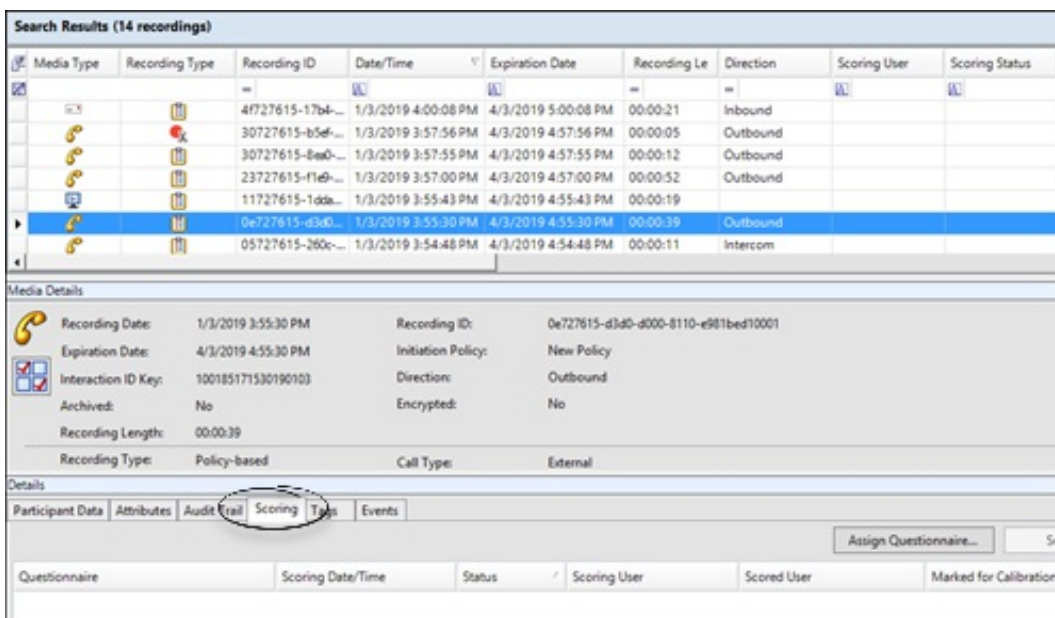 Search Results (14 recordings)
Media Type Recording Type Recording ID Date/Time Expiration Date Recording Le Direction Scoring User Scoring Status
= = =
4f727615-17b4-... 1/3/2019 4:00:08 PM 4/3/2019 5:00:08 PM 00:00:21 Inbound
30727615-b5ef-... 1/3/2019 3:57:56 PM 4/3/2019 4:57:56 PM 00:00:05 Outbound
30727615-8ea0-... 1/3/2019 3:57:55 PM 4/3/2019 4:57:55 PM 00:00:12 Outbound
23727615-f1e9-... 1/3/2019 3:57:00 PM 4/3/2019 4:57:00 PM 00:00:52 Outbound
11727615-1dda... 1/3/2019 3:55:43 PM 4/3/2019 4:55:43 PM 00:00:19
0e727615-d3d0... 1/3/2019 3:55:30 PM 4/3/2019 4:55:30 PM 00:00:39 Outbound
05727615-260c-... 1/3/2019 3:54:48 PM 4/3/2019 4:54:48 PM 00:00:11 Intercom
Media Details
Recording Date: 1/3/2019 3:55:30 PM Recording ID: 0e727615-d3d0-d000-8110-e981bed10001
Expiration Date: 4/3/2019 4:55:30 PM Initiation Policy: New Policy
Interaction ID Key: 100185171530190103 Direction: Outbound
Archived: No Encrypted: No
Recording Length: 00:00:39
Recording Type: Policy-based Call Type: External
Details
Participant Data Attributes Audit Trail Scoring Tags Events
Assign Questionnaire...
Questionnaire Scoring Date/Time Status Scoring User Scored User Marked for Calibration